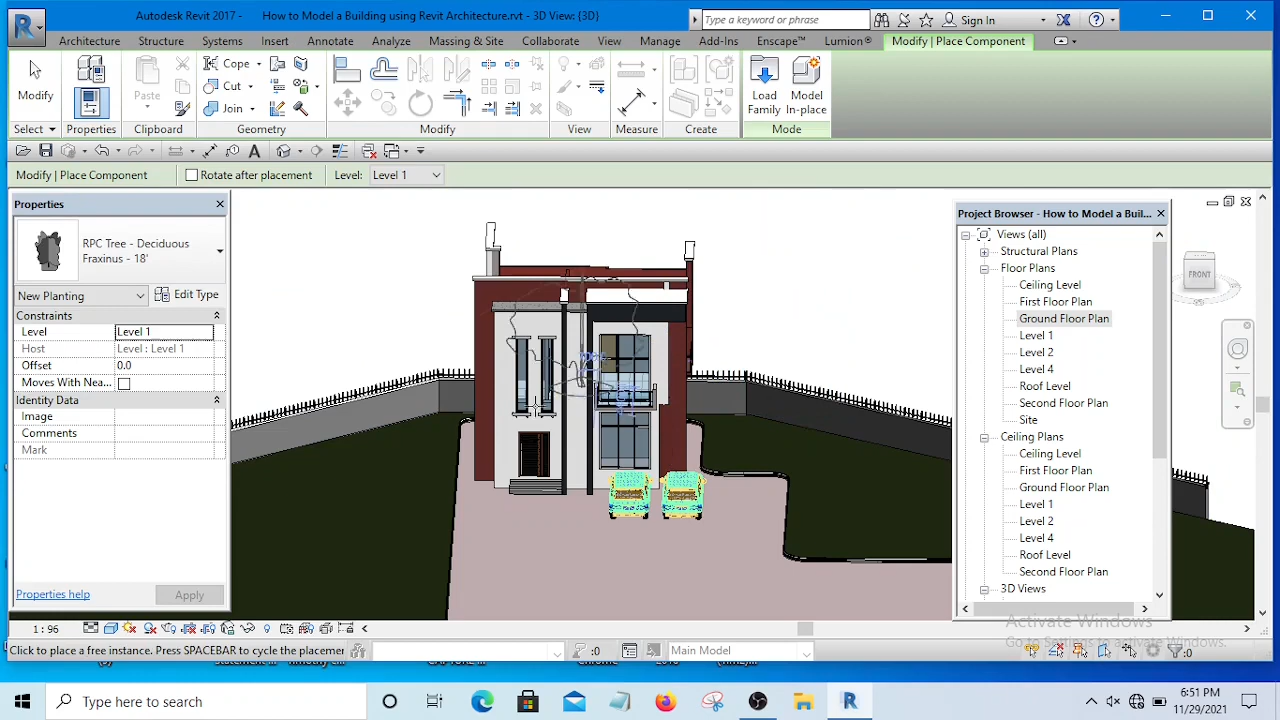 Autodesk Revit 2017 - How to Model a Building using Revit Architecture.rvt - 3D View: {3D}
Type a keyword or phrase
Sign In
Architecture Structure Systems Insert Annotate Analyze Massing & Site Collaborate View Manage Add-Ins Enscape™ Lumion® Modify | Place Component
Modify
Paste
Cope
Cut
Join
Load Family
Model In-place
Select Properties Clipboard Geometry Modify View Measure Create Mode
Modify | Place Component
Rotate after placement
Level: Level 1
Properties
RPC Tree - Deciduous
Fraxinus - 18'
New Planting
Edit Type
Constraints
Level Level 1
Host Level : Level 1
Offset 0.0
Moves With Nea...
Identity Data
Image
Comments
Mark
Properties help
Apply
Project Browser - How to Model a Buil...
Views (all)
Structural Plans
Floor Plans
Ceiling Level
First Floor Plan
Ground Floor Plan
Level 1
Level 2
Level 4
Roof Level
Second Floor Plan
Site
Ceiling Plans
Ceiling Level
First Floor Plan
Ground Floor Plan
Level 1
Level 2
Level 4
Roof Level
Second Floor Plan
3D Views
FRONT
Activate Windows
Go to Settings to activate Windows.
1 : 96
Click to place a free instance. Press SPACEBAR to cycle the placemer
:0
Main Model
:0
Type here to search
6:51 PM
11/29/2021